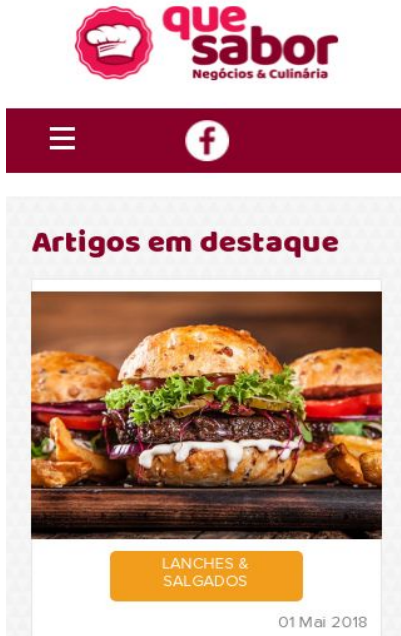 que
sabor
Negócios & Culinária
Artigos em destaque
LANCHES &
SALGADOS
01 Mai 2018